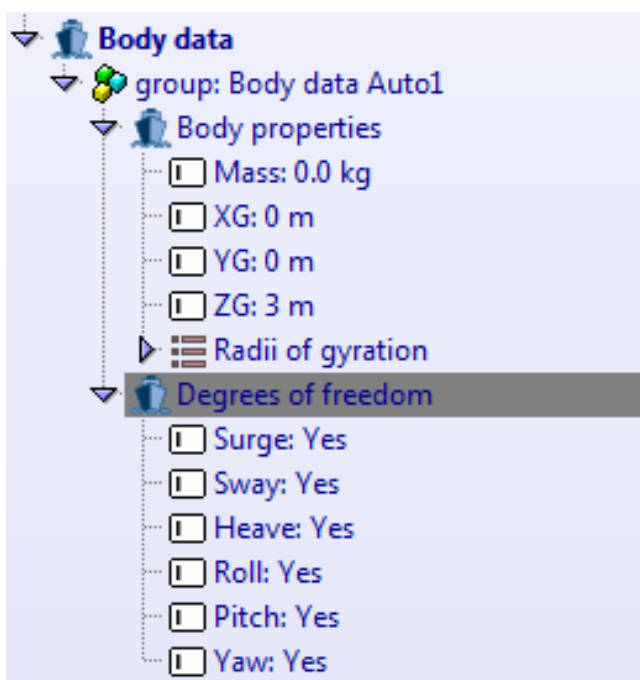 Body data
group: Body data Auto1
Body properties
Mass: 0.0 kg
XG: 0 m
YG: 0 m
ZG: 3 m
Radii of gyration
Degrees of freedom
Surge: Yes
Sway: Yes
Heave: Yes
Roll: Yes
Pitch: Yes
Yaw: Yes